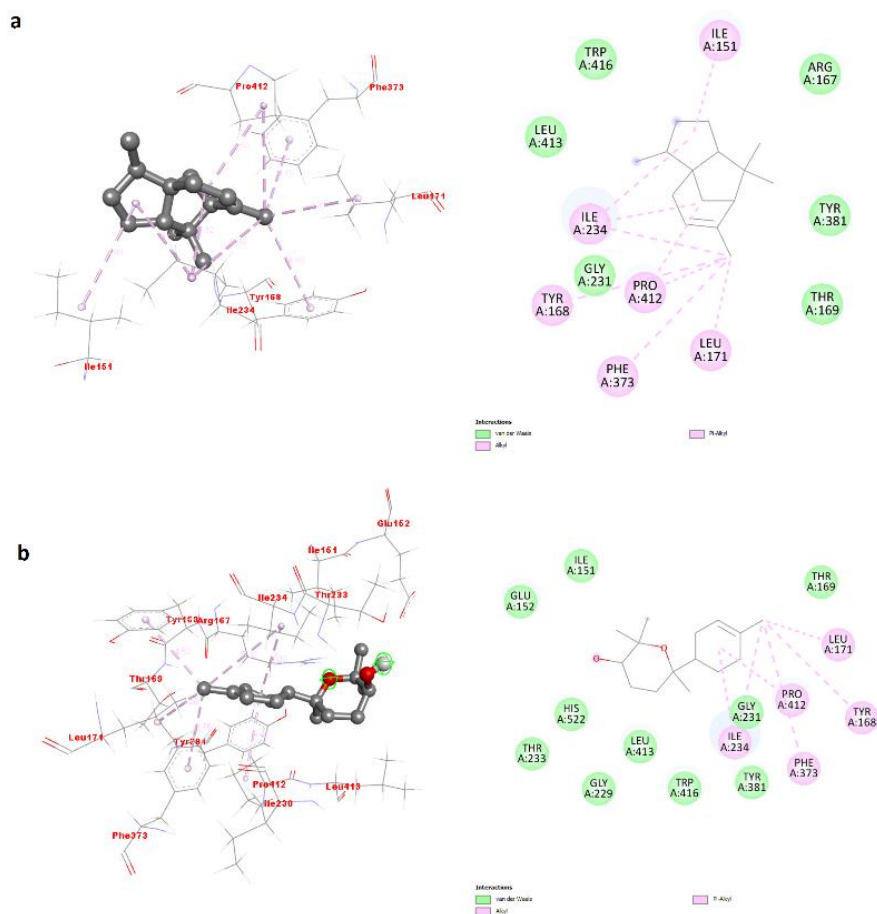 a
Pro412
Phe373
Leu171
Tyr168
Ile234
Ile151
TRP
A:416
ILE
A:151
ARG
A:167
LEU
A:413
ILE
A:234
TYR
A:381
GLY
A:231
TYR
A:168
PRO
A:412
THR
A:169
LEU
A:171
PHE
A:373
Interactions
van der Waals
Alkyl
Pi-Alkyl
b
Glu152
Ile151
Ile234
Thr233
Tyr168
Arg167
Thr169
Leu171
Tyr381
Pro412
Leu413
Phe373
ILE
A:151
THR
A:169
GLU
A:152
O
O
LEU
A:171
PRO
A:412
GLY
A:231
TYR
A:168
HIS
A:522
ILE
A:234
LEU
A:413
THR
A:233
PHE
A:373
GLY
A:229
TRP
A:416
TYR
A:381
Interactions
van der Waals
Alkyl
Pi-Alkyl